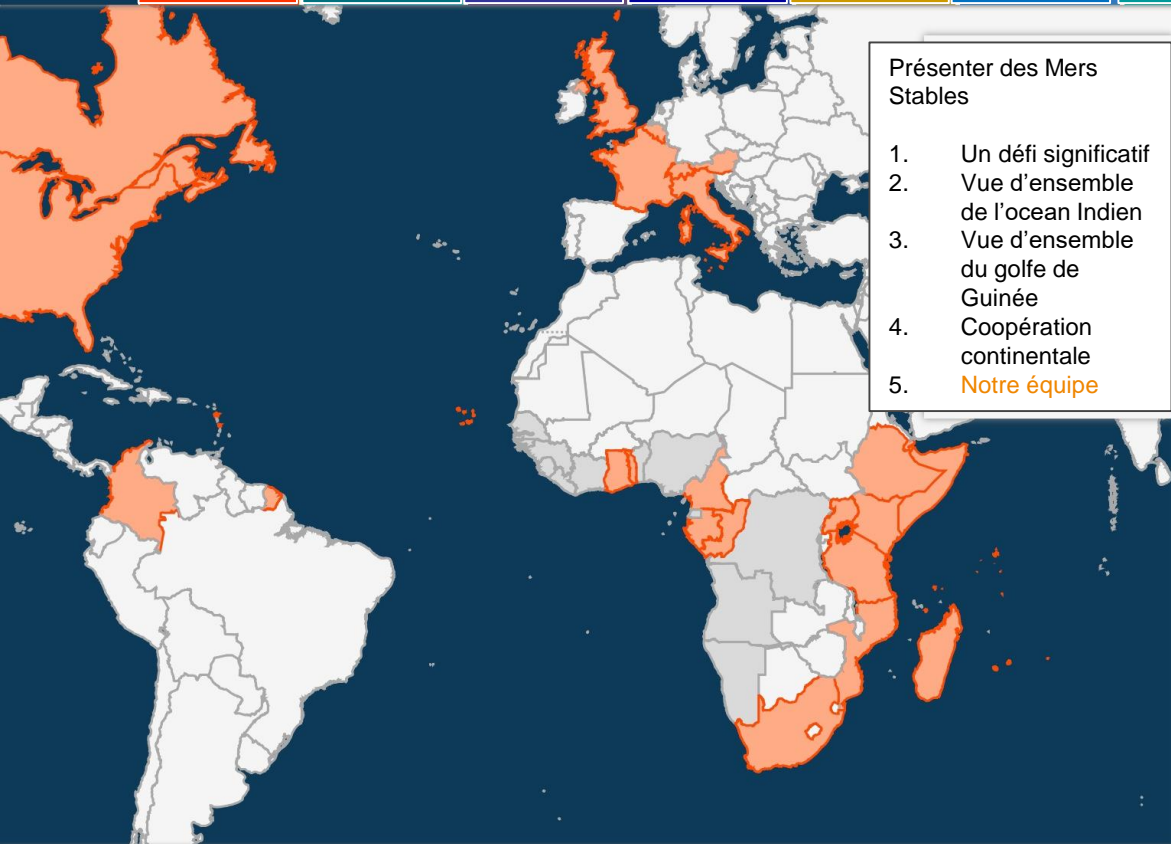 Présenter des Mers
Stables
1. Un défi significatif
2. Vue d’ensemble
de l’ocean Indien
3. Vue d’ensemble
du golfe de
Guinée
4. Coopération
continentale
5. Notre équipe